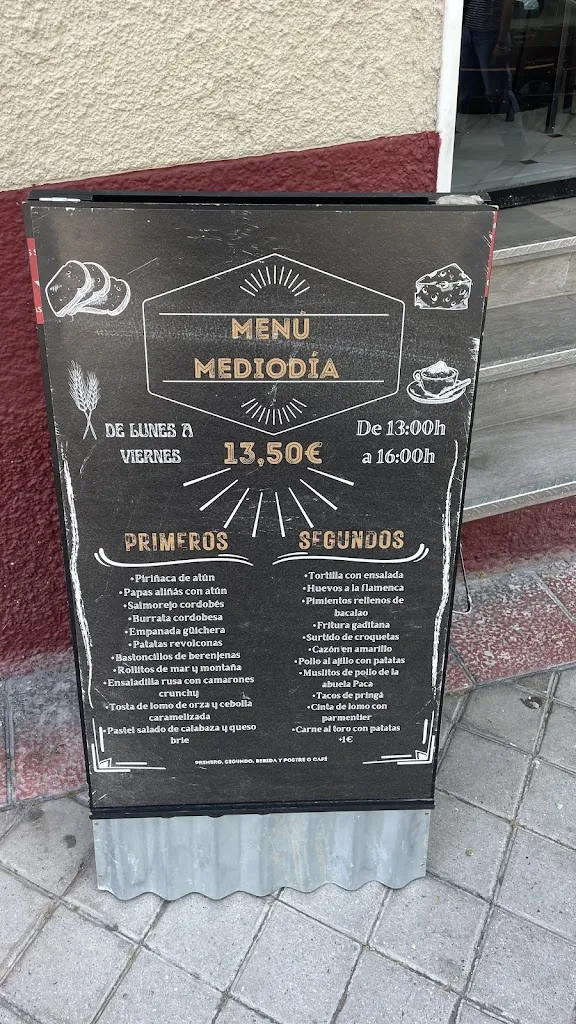 MENÚ
MEDIODÍA
DE LUNES A
VIERNES
13,50€
De 13:00h
a 16:00h
PRIMEROS
•Piriñaca de atún
•Papas aliñás con atún
•Salmorejo cordobés
•Burrata cordobesa
•Empanada güichera
•Patatas revolconas
•Bastoncillos de berenjenas
•Rollitos de mar y montaña
•Ensaladilla rusa con camarones
crunchy
•Tosta de lomo de orza y cebolla
caramelizada
•Pastel salado de calabaza y queso
brie
SEGUNDOS
•Tortilla con ensalada
•Huevos a la flamenca
•Pimientos rellenos de
bacalao
•Fritura gaditana
•Surtido de croquetas
•Cazón en amarillo
•Pollo al ajillo con patatas
•Muslitos de pollo de la
abuela Paca
•Tacos de pringá
•Cinta de lomo con
parmentier
•Carne al toro con patatas
+1€
PRIMERO, SEGUNDO, BEBIDA Y POSTRE O CAFÉ